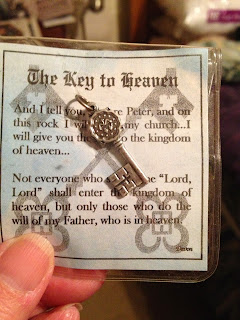 The Key to Heaven
And I tell you, Peter, and on
this rock I my church...I
will give you the to the kingdom
of heaven...
Not everyone who "Lord,
Lord" shall enter the kingdom of
heaven, but only those who do the
will of my Father, who is in heaven.